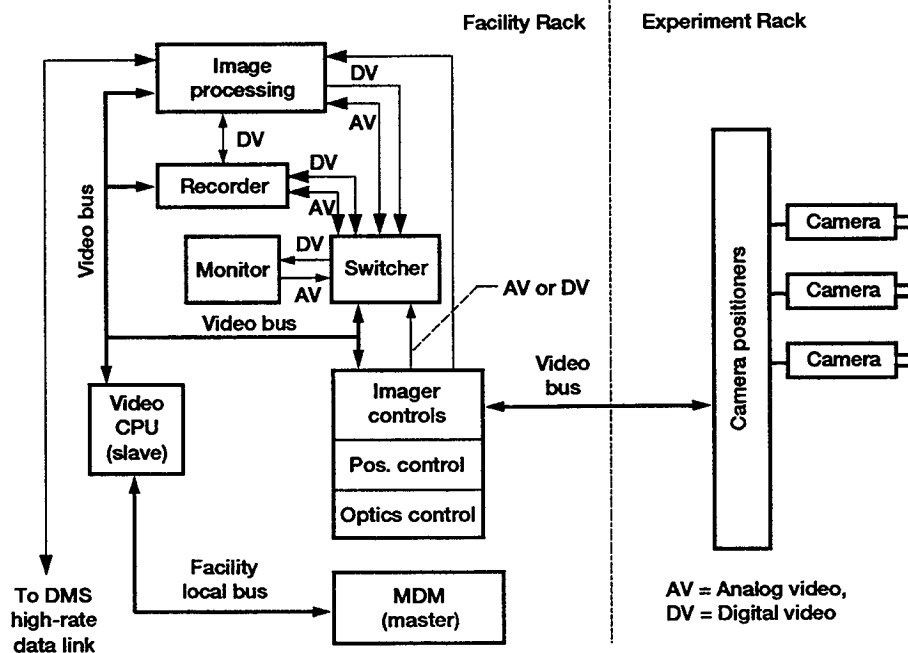 Facility Rack
Experiment Rack
Image
processing
DV
AV
DV
Recorder
DV
AV
Video bus
Monitor
DV
AV
Switcher
AV or DV
Video bus
Video
CPU
(slave)
Imager
controls
Pos. control
Optics control
Video
bus
Camera positioners
Camera
Camera
Camera
Facility
local bus
To DMS
high-rate
data link
MDM
(master)
AV = Analog video,
DV = Digital video